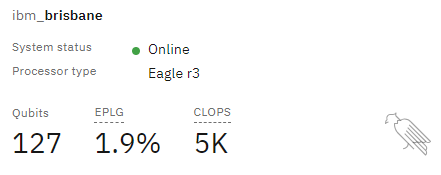 ibm_brisbane
System status Online
Processor type Eagle r3
Qubits EPLG CLOPS
127 1.9% 5K